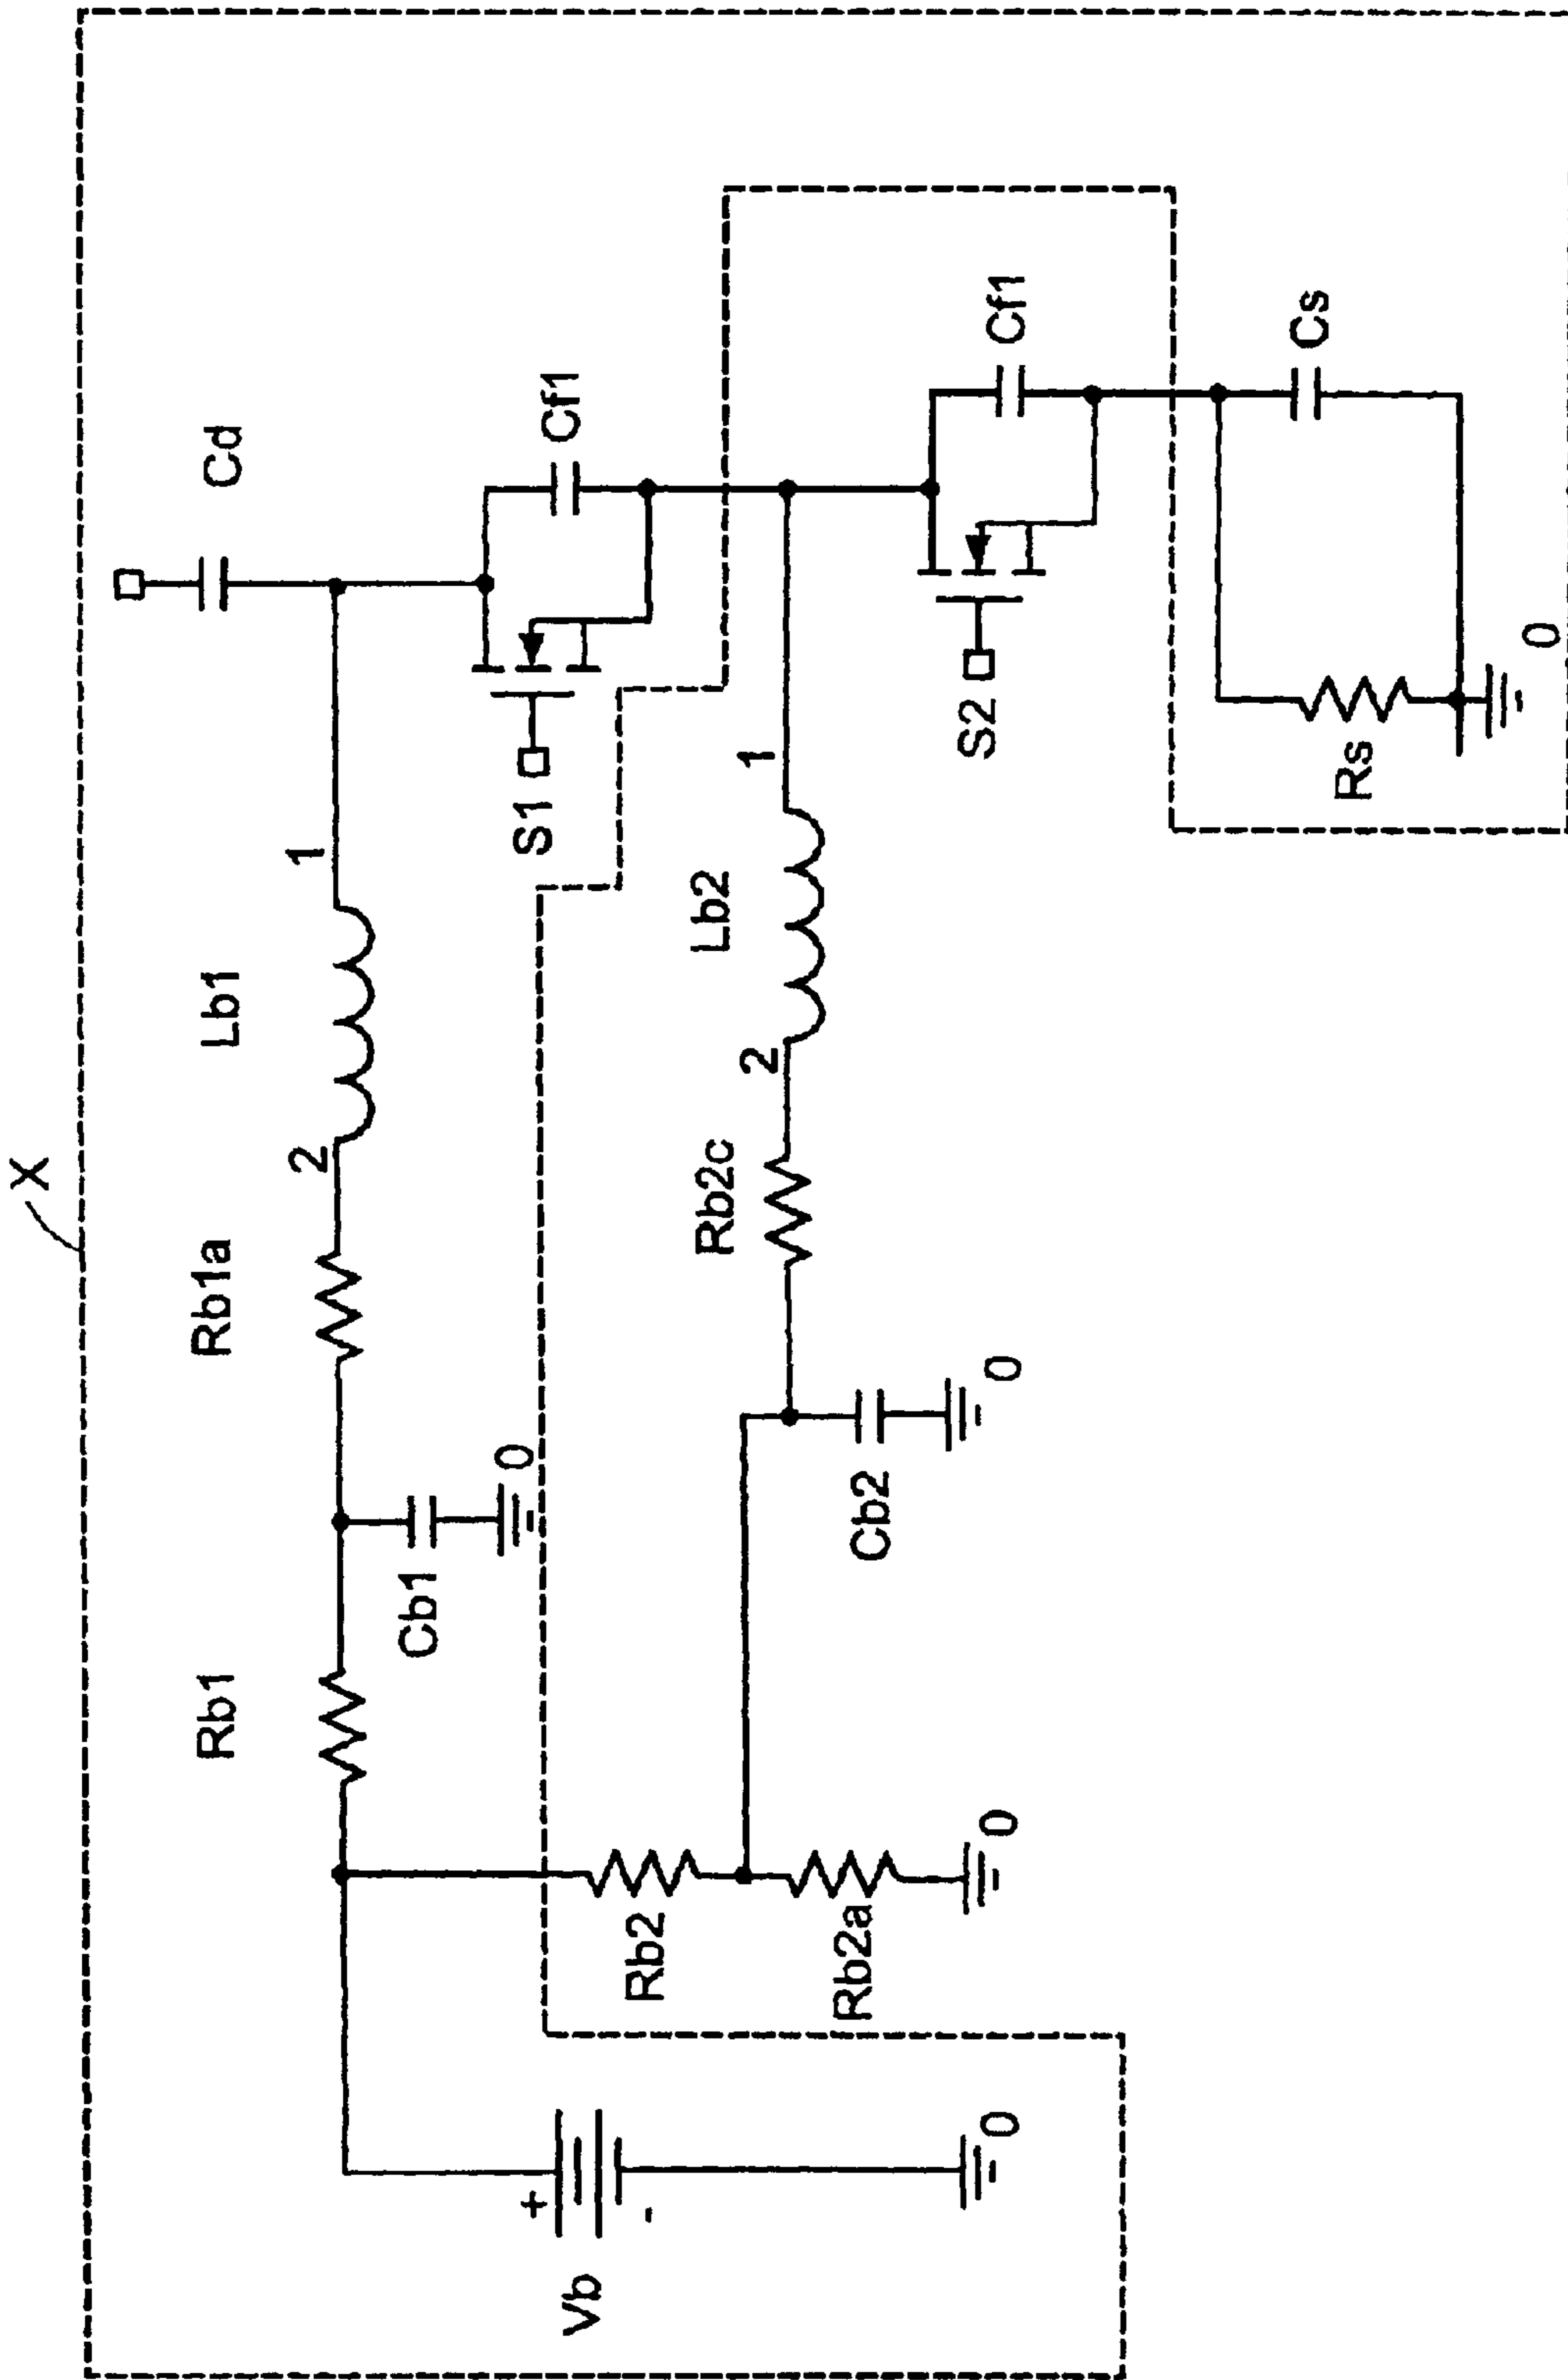 X
Rb1
Rb1a
Lb1
Cd
2
1
Cb1
0
+
S1
Cf1
Vb
-
Rb2
Rb2c
Lb2
2
1
Rb2a
Cb2
S2
Cf1
0
0
0
Cs
Rs
0